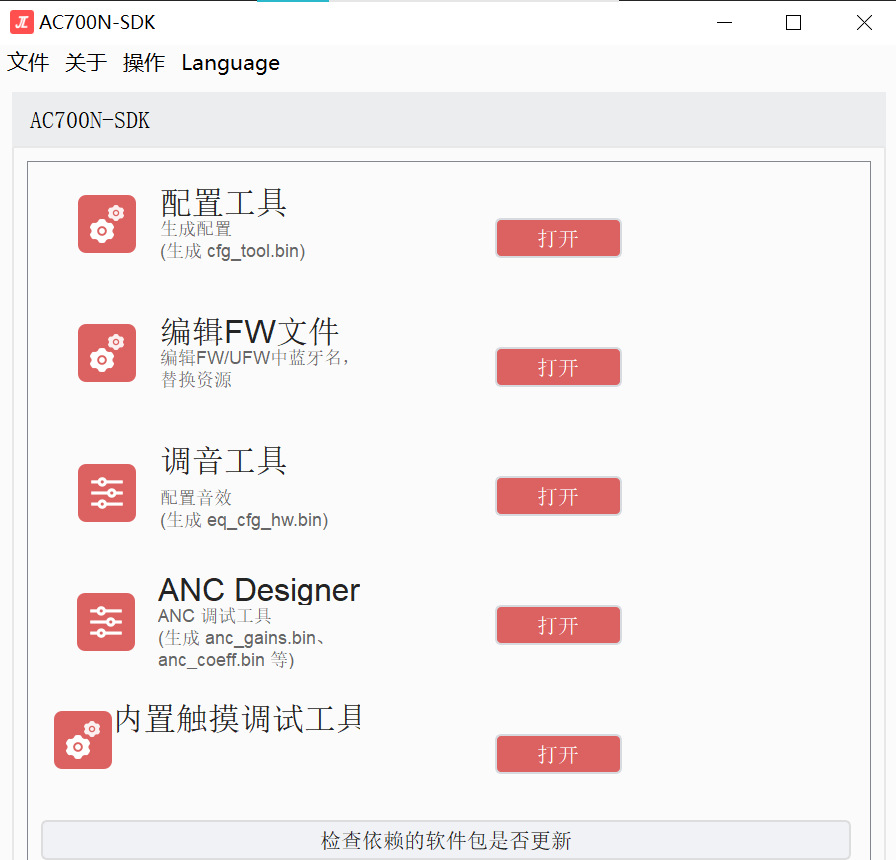 AC700N-SDK
文件 关于 操作 Language
AC700N-SDK
配置工具
生成配置
(生成 cfg_tool.bin)
打开
编辑FW文件
编辑FW/UFW中蓝牙名，
替换资源
打开
调音工具
配置音效
(生成 eq_cfg_hw.bin)
打开
ANC Designer
ANC 调试工具
(生成 anc_gains.bin、
anc_coeff.bin 等)
打开
内置触摸调试工具
打开
检查依赖的软件包是否更新